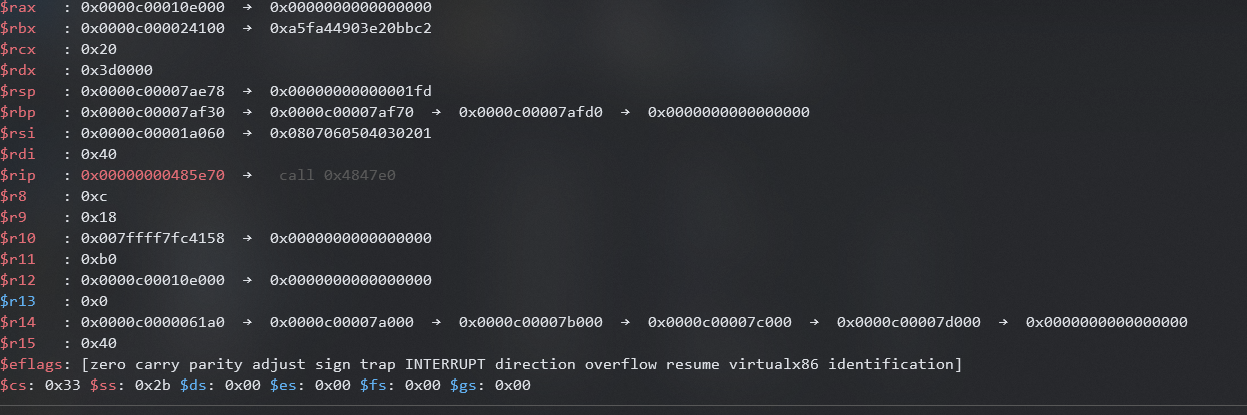 $rax : 0x0000c00010e000 → 0x0000000000000000
$rbx : 0x0000c000024100 → 0xa5fa44903e20bbc2
$rcx : 0x20
$rdx : 0x3d0000
$rsp : 0x0000c00007ae78 → 0x00000000000001fd
$rbp : 0x0000c00007af30 → 0x0000c00007af70 → 0x0000c00007afd0 → 0x0000000000000000
$rsi : 0x0000c00001a060 → 0x0807060504030201
$rdi : 0x40
$rip : 0x00000000485e70 → call 0x4847e0
$r8 : 0xc
$r9 : 0x18
$r10 : 0x007ffff7fc4158 → 0x0000000000000000
$r11 : 0xb0
$r12 : 0x0000c00010e000 → 0x0000000000000000
$r13 : 0x0
$r14 : 0x0000c0000061a0 → 0x0000c00007a000 → 0x0000c00007b000 → 0x0000c00007c000 → 0x0000c00007d000 → 0x0000000000000000
$r15 : 0x40
$eflags: [zero carry parity adjust sign trap INTERRUPT direction overflow resume virtualx86 identification]
$cs: 0x33 $ss: 0x2b $ds: 0x00 $es: 0x00 $fs: 0x00 $gs: 0x00